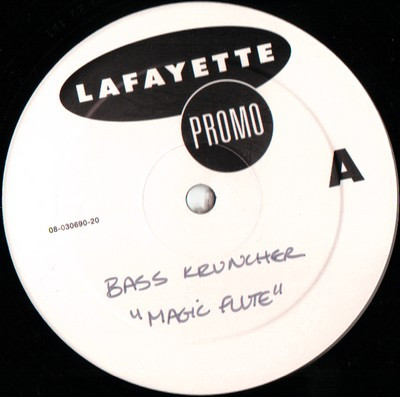 LAFAYETTE
PROMO
A
08-030690-20
BASS KRUNCHER
"MAGIC FLUTE"